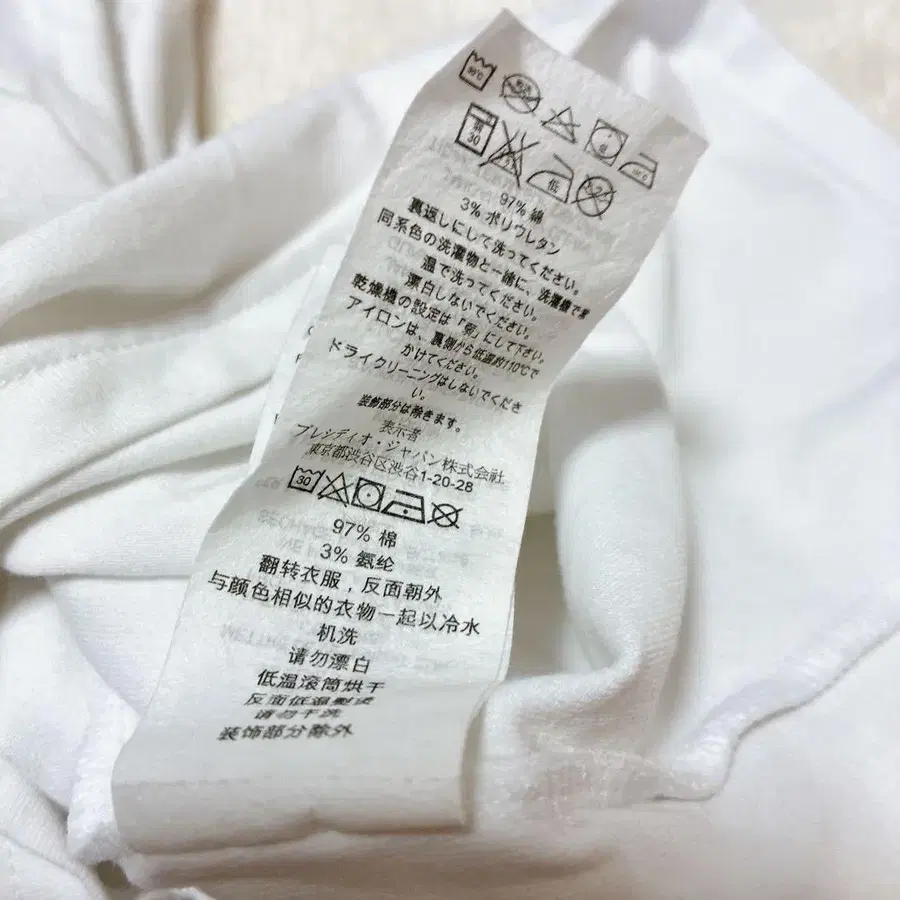 30
低
97% 綿
3% ポリウレタン
裏返しにして洗ってください。
同系色の洗濯物と一緒に、洗濯機で常
温で洗ってください。
漂白しないでください。
乾燥機の設定は「弱」にして下さい。
アイロンは、裏側から低温約110℃で
かけてください。
ドライクリーニングはしないでくださ
い。
装飾部分は除きます。
表示者
プレシディオ・ジャパン株式会社
東京都渋谷区渋谷1-20-28
30
97% 棉
3% 氨纶
翻转衣服，反面朝外
与颜色相似的衣物一起以冷水
机洗
请勿漂白
低温滚筒烘干
反面低温熨烫
请勿干洗
装饰部分除外